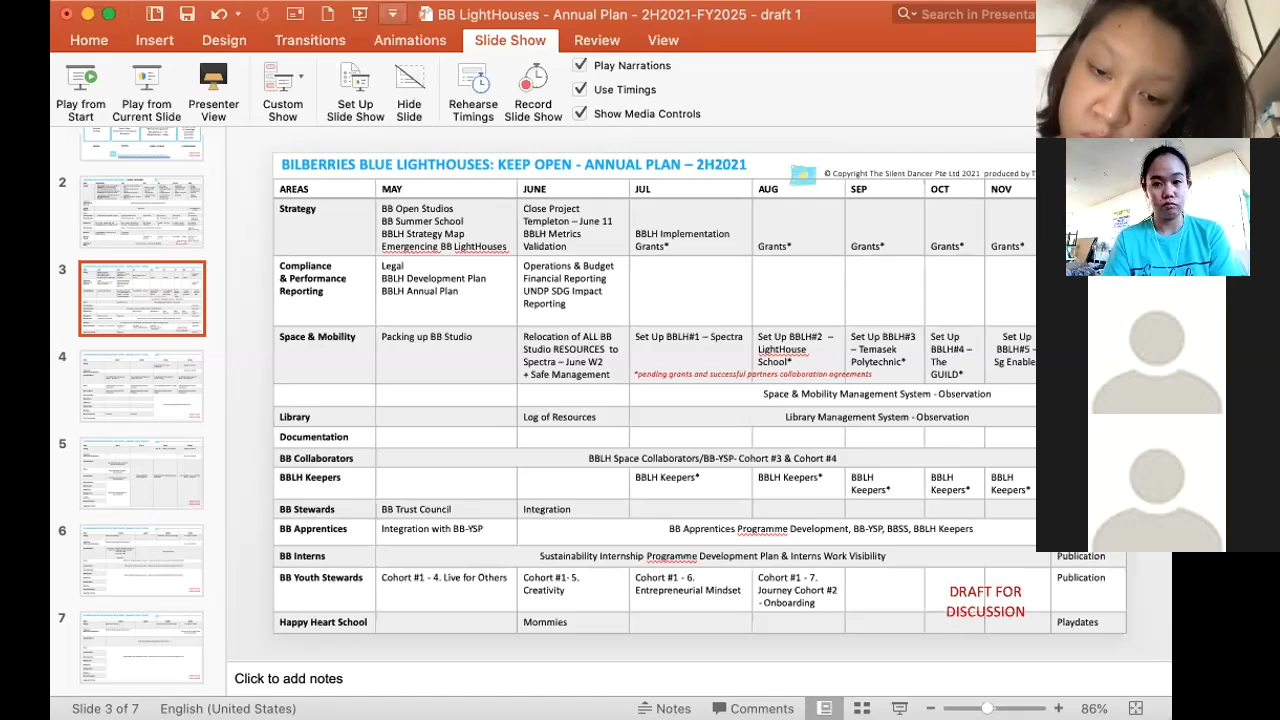 BB LightHouses - Annual Plan - 2H2021-FY2025 - draft 1
Search in Presenta
Home Insert Design Transitions Animations Slide Show Review View
Play from Start
Play from Current Slide
Presenter View
Custom Show
Set Up Slide Show
Hide Slide
Rehearse Timings
Record Slide Show
Play Narrations
Use Timings
Show Media Controls
2
3
4
5
6
7
BILBERRIES BLUE LIGHTHOUSES: KEEP OPEN - ANNUAL PLAN – 2H2021
right The Silent Dancer Pte Ltd 2021 produced by T
AREAS MAY JUNE JUL AUG SEP OCT NOV
Strategy BB Open Studios Close Project
BB Summer School Temptation – June 11
BBLH Strategy Map Data Metrics BBLH Implementation
Emergencing BB LightHouses Validation Grants* Grants* Grants* Grants* Grants*
Compliance Legal Operations & Budget
& Performance BBLH Development Plan Financial Reporting
Reporting BBLH Annual Plan UNDP SDG Impact
Reporting
Space & Mobility Packing up BB Studio Relocation of ALL BB Set Up BBLH#1 – Spectra Set Up BBLH#2 – Set Up BBLH#3 Set Up Set Up
Studio RESOURCES to LightHouse – Temasek BBLH#4 – BBLH#5 –
Spectra – June W2 School Polytechnic* The Sg Enable
- Safe Management *pending grants and successful partners collaboration agreements GUILD*
Space & Mobility Management System - Observation
Library Log of Resources Library Management System - Observation
Documentation
BB Collaborators BBLH Space Collaborators/BB-YSP- Cohort #3 & Cohort #4
BBLH Keepers BBLH Keepers* BBLH Keepers* BBLH BBLH BBLH
Keepers* Keepers* Keepers*
BB Stewards BB Trust Council Integration
BB Apprentices Interation with BB-YSP BB Apprentices Programme Development, BB-YSP, BBSS, BBLH Keeers
BB Interns Sustainability Internship Programme Development Plan & Interns Work Visibility Publication
BB Youth Stewards Cohort #1 - 4. Live for Others Cohort #1- 5. Cohort #1 - 6. Cohort #1 - 7. Publication
Creativity Entrepreneurial Mindset Journey Cohort #2
- Onboarding
DRAFT FOR
DISCUSSION
Happy Heart School Mommies Playdates
Click to add notes
Slide 3 of 7 English (United States) Notes Comments 86%